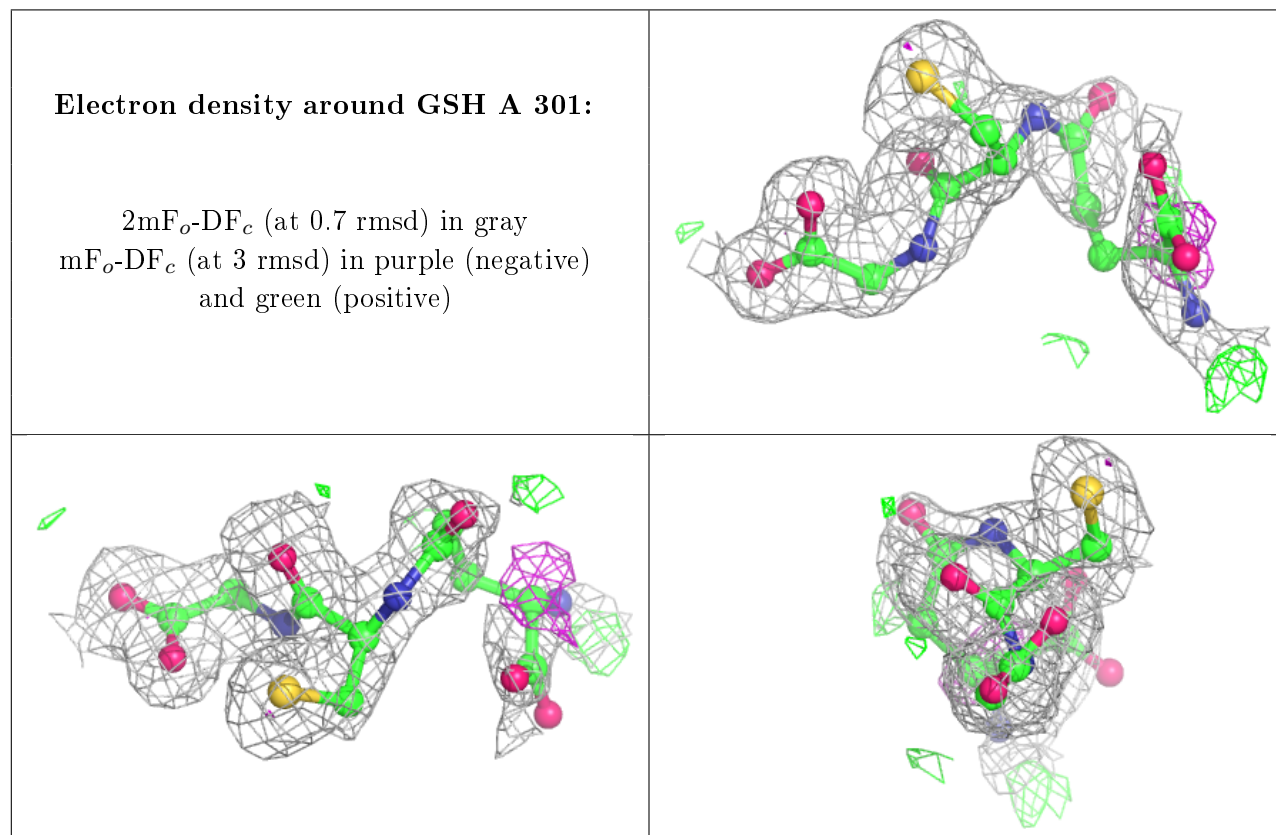 Electron density around GSH A 301:
2mFₒ-DF𝒸 (at 0.7 rmsd) in gray
mFₒ-DF𝒸 (at 3 rmsd) in purple (negative)
and green (positive)